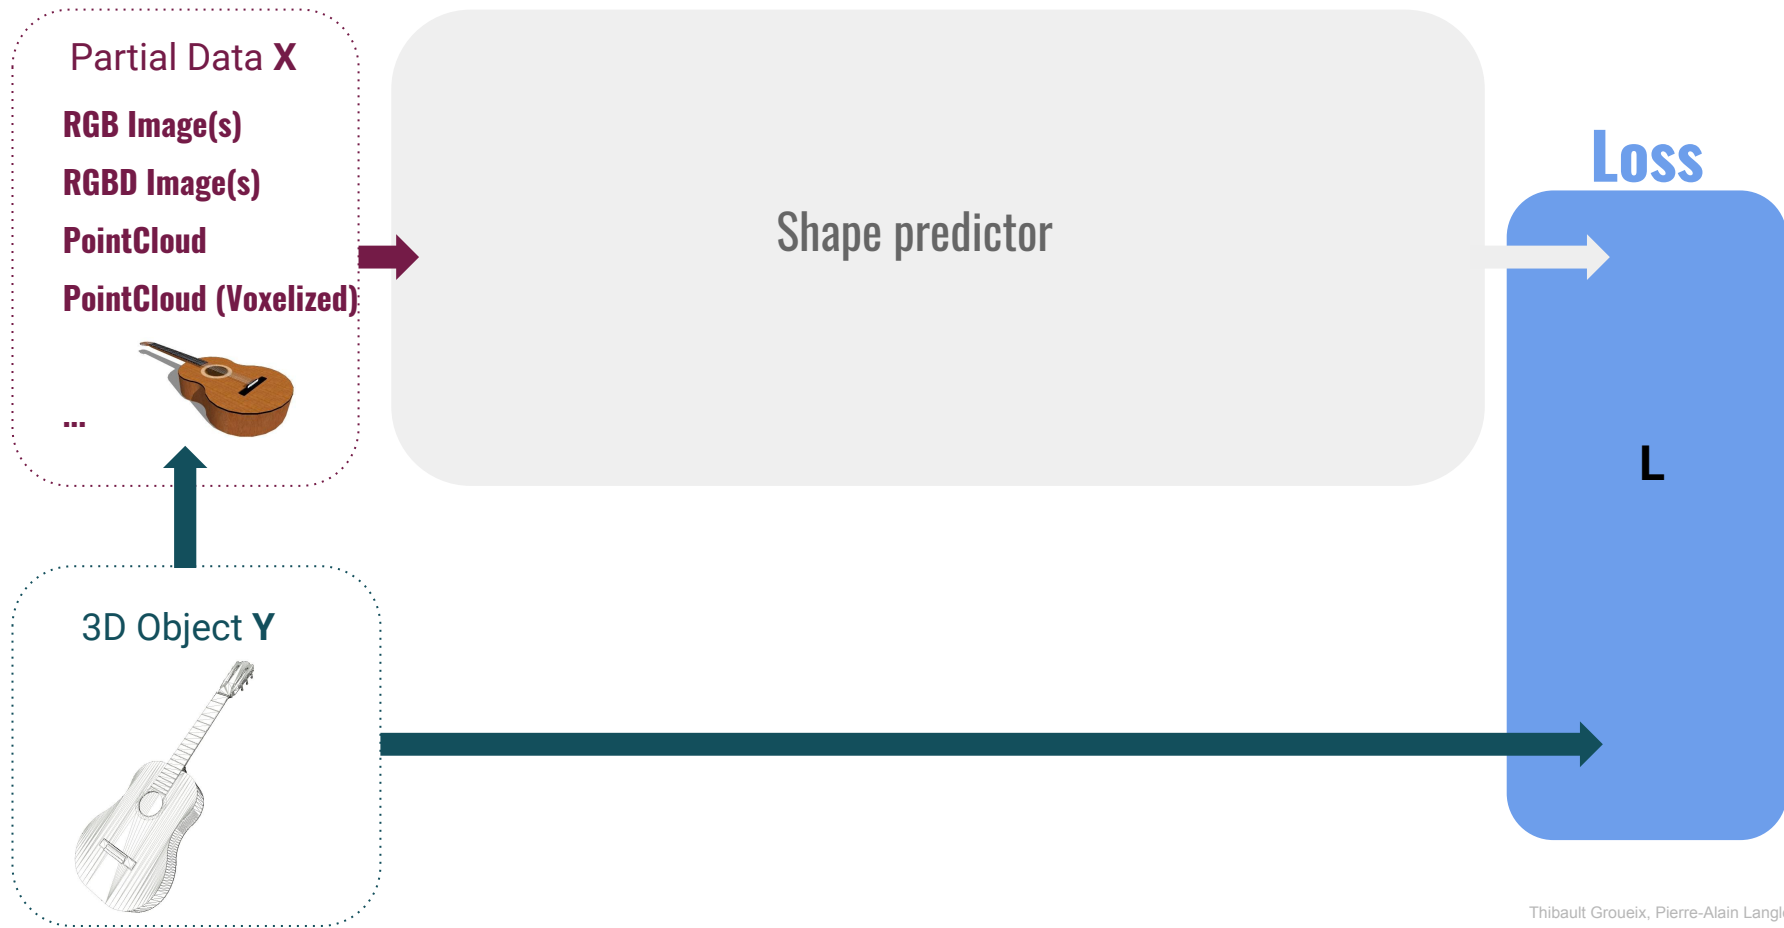 Partial Data X
RGB Image(s)
RGBD Image(s)
PointCloud
PointCloud (Voxelized)
...
Shape predictor
Loss
L
3D Object Y
Thibault Groueix, Pierre-Alain